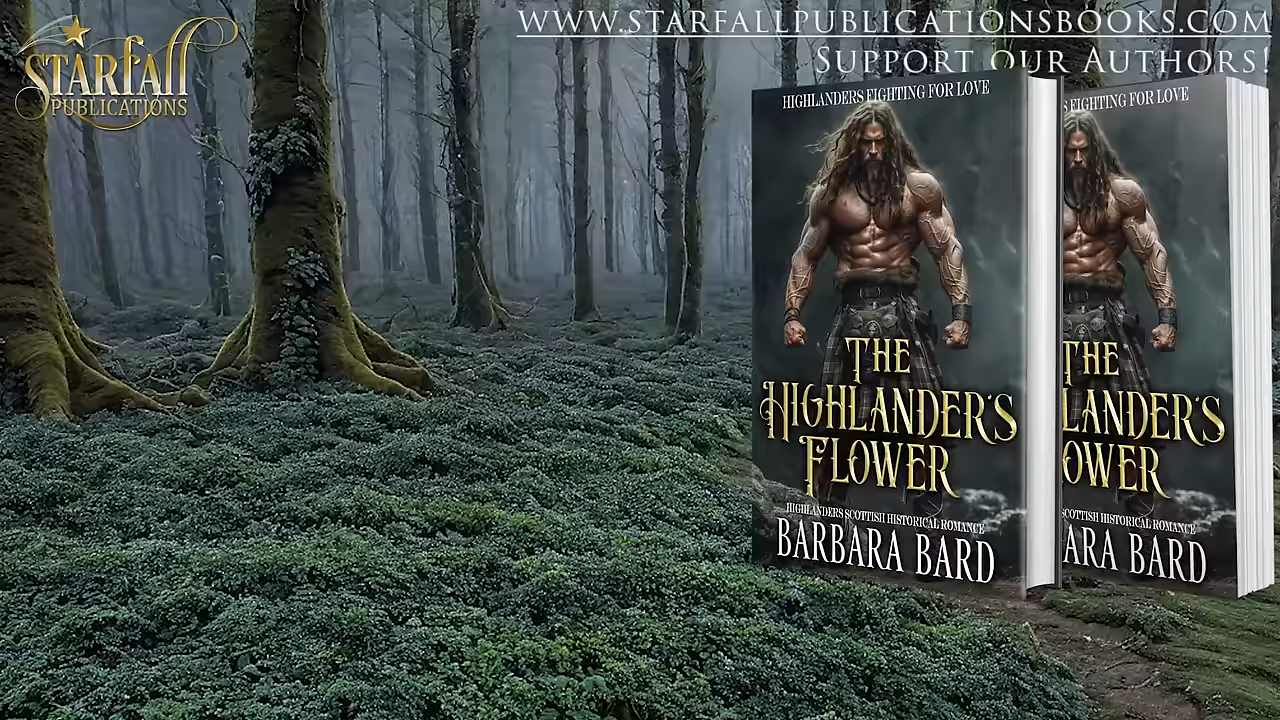 STARfall
PUBLICATIONS
WWW.STARFALLPUBLICATIONSBOOKS.COM
SUPPORT OUR AUTHORS!
HIGHLANDERS FIGHTING FOR LOVE
THE
HIGHLANDER'S
FLOWER
HIGHLANDERS SCOTTISH HISTORICAL ROMANCE
BARBARA BARD
S FIGHTING FOR LOVE
THE
LANDER'S
OWER
SCOTTISH HISTORICAL ROMANCE
ARA BARD